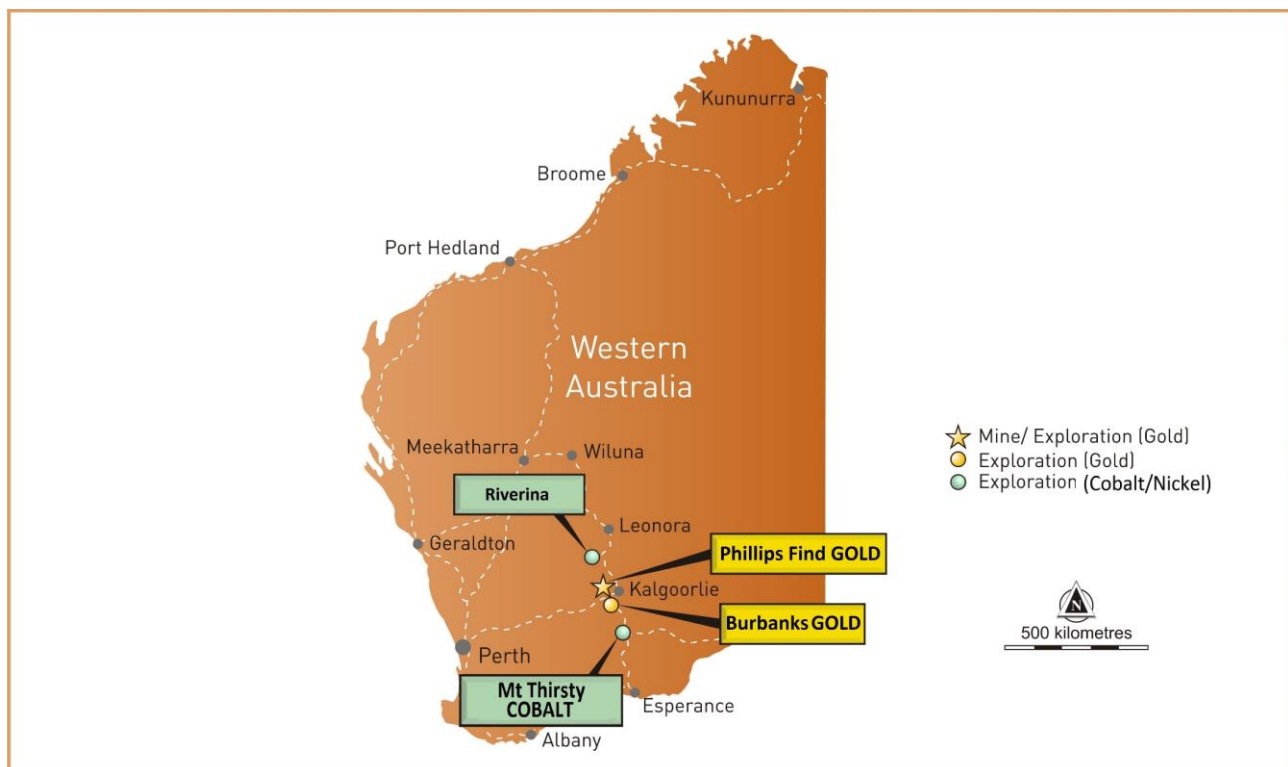 Kununurra
Broome
Port Hedland
Western
Australia
Meekatharra
Wiluna
Riverina
Leonora
Geraldton
Phillips Find GOLD
Kalgoorlie
Burbanks GOLD
Perth
Mt Thirsty
COBALT
Esperance
Albany
Mine/ Exploration (Gold)
Exploration (Gold)
Exploration (Cobalt/Nickel)
N
500 kilometres